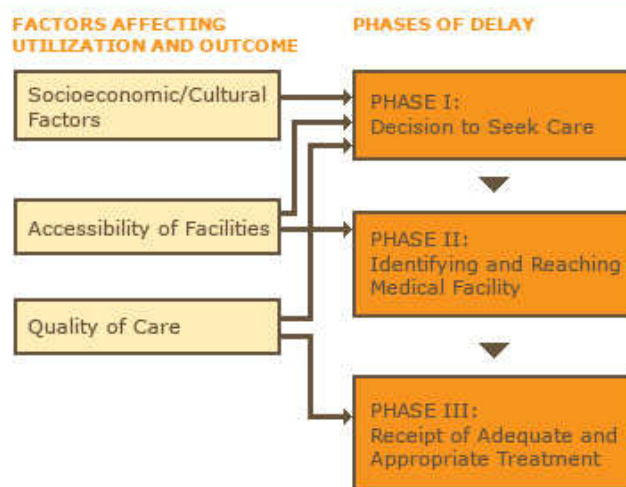 FACTORS AFFECTING
UTILIZATION AND OUTCOME
PHASES OF DELAY
Socioeconomic/Cultural
Factors
PHASE I:
Decision to Seek Care
Accessibility of Facilities
PHASE II:
Identifying and Reaching
Medical Facility
Quality of Care
PHASE III:
Receipt of Adequate and
Appropriate Treatment